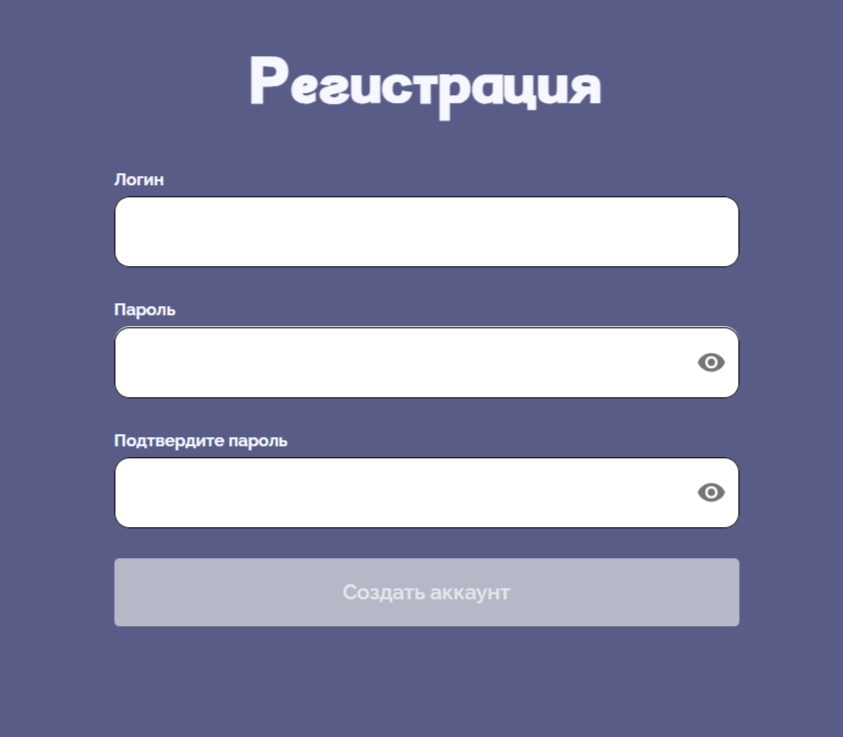 Регистрация
Логин
Пароль
Подтвердите пароль
Создать аккаунт